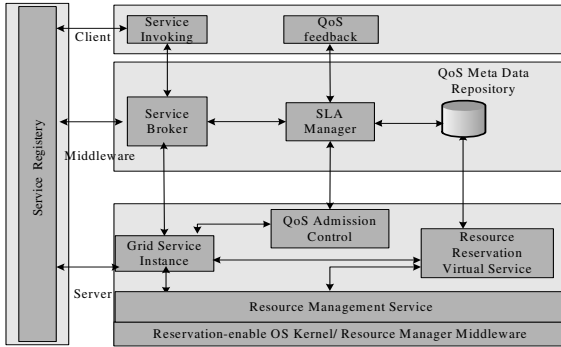 Service Registery
Service
Invoking
QoS
feedback
Client
QoS Meta Data
Repository
Service
Broker
SLA
Manager
Middleware
QoS Admission
Control
Grid Service
Instance
Resource
Reservation
Virtual Service
Server
Resource Management Service
Reservation-enable OS Kernel/ Resource Manager Middleware